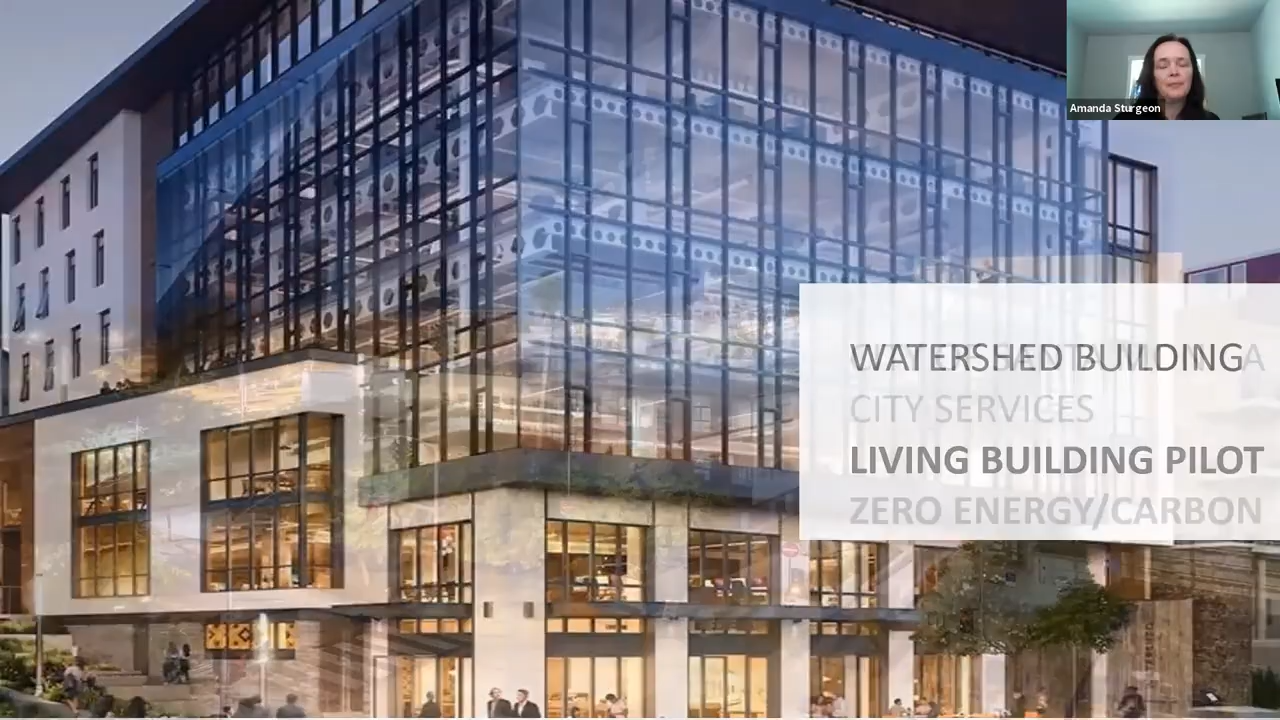 Amanda Sturgeon
WATERSHED BUILDING
CITY SERVICES
LIVING BUILDING PILOT
ZERO ENERGY/CARBON